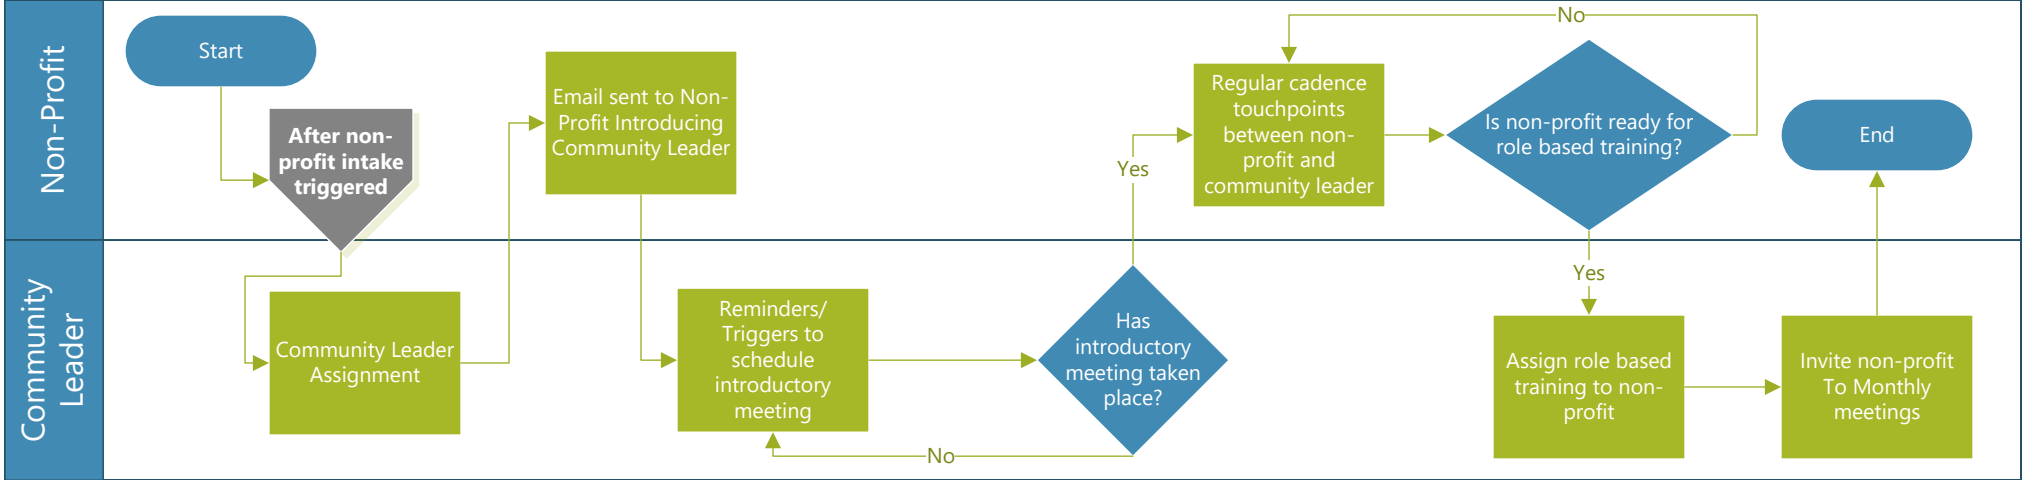 Non-Profit
Start
After non-
profit intake
triggered
Email sent to Non-
Profit Introducing
Community Leader
Yes
Regular cadence
touchpoints
between non-
profit and
community leader
No
Is non-profit ready for
role based training?
End
Community
Leader
Community Leader
Assignment
Reminders/
Triggers to
schedule
introductory
meeting
No
Has
introductory
meeting taken
place?
Yes
Assign role based
training to non-
profit
Invite non-profit
To Monthly
meetings